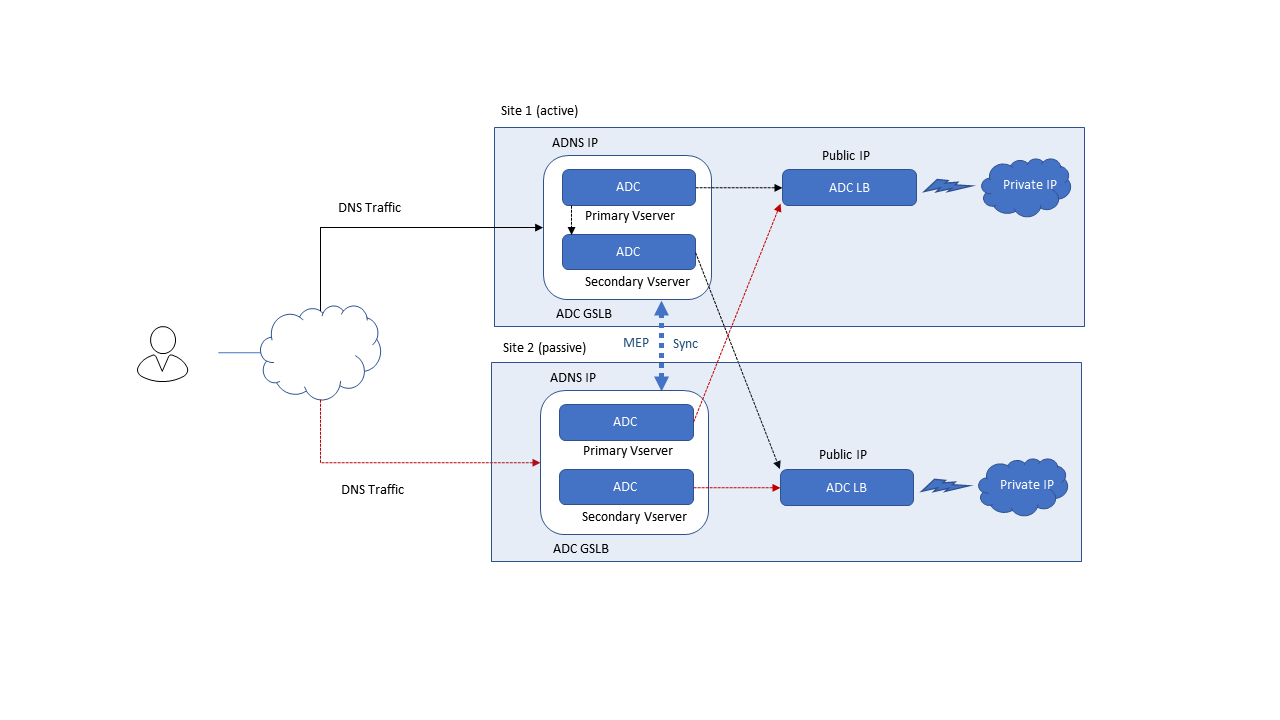 Site 1 (active)
ADNS IP
Public IP
ADC
ADC LB
Private IP
DNS Traffic
Primary Vserver
ADC
Secondary Vserver
ADC GSLB
MEP Sync
Site 2 (passive)
ADNS IP
ADC
Primary Vserver
Public IP
ADC
ADC LB
Private IP
DNS Traffic
Secondary Vserver
ADC GSLB